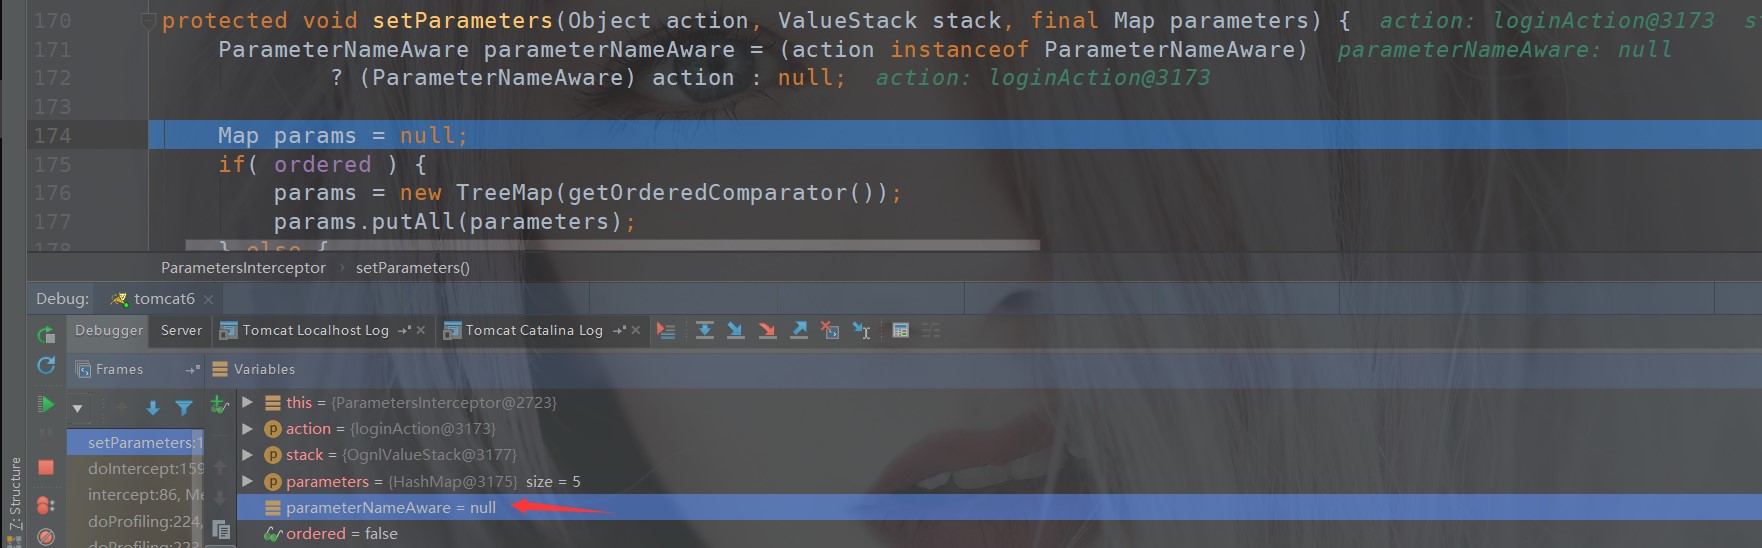 170 protected void setParameters(Object action, ValueStack stack, final Map parameters) { action: loginAction@3173 s
171 ParameterNameAware parameterNameAware = (action instanceof ParameterNameAware) parameterNameAware: null
172 ? (ParameterNameAware) action : null; action: loginAction@3173
173
174 Map params = null;
175 if( ordered ) {
176 params = new TreeMap(getOrderedComparator());
177 params.putAll(parameters);
178 } else {
ParametersInterceptor › setParameters()
Debug: tomcat6 ×
Debugger Server Tomcat Localhost Log × Tomcat Catalina Log ×
Frames Variables
this = {ParametersInterceptor@2723}
action = {loginAction@3173}
setParameters:1
stack = {OgnlValueStack@3177}
doIntercept:159
parameters = {HashMap@3175} size = 5
intercept:86, Me
parameterNameAware = null
doProfiling:224,
ordered = false
doProfiling:223
7: Structure